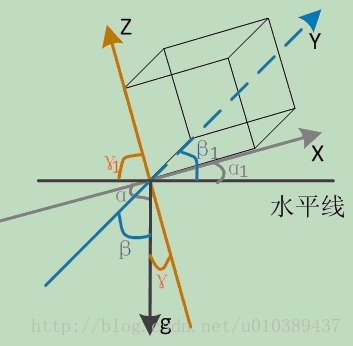 Z
Y
γ₁
β₁
X
α₁
α
水平线
β
γ
g
http://blog.csdn.net/u010389437